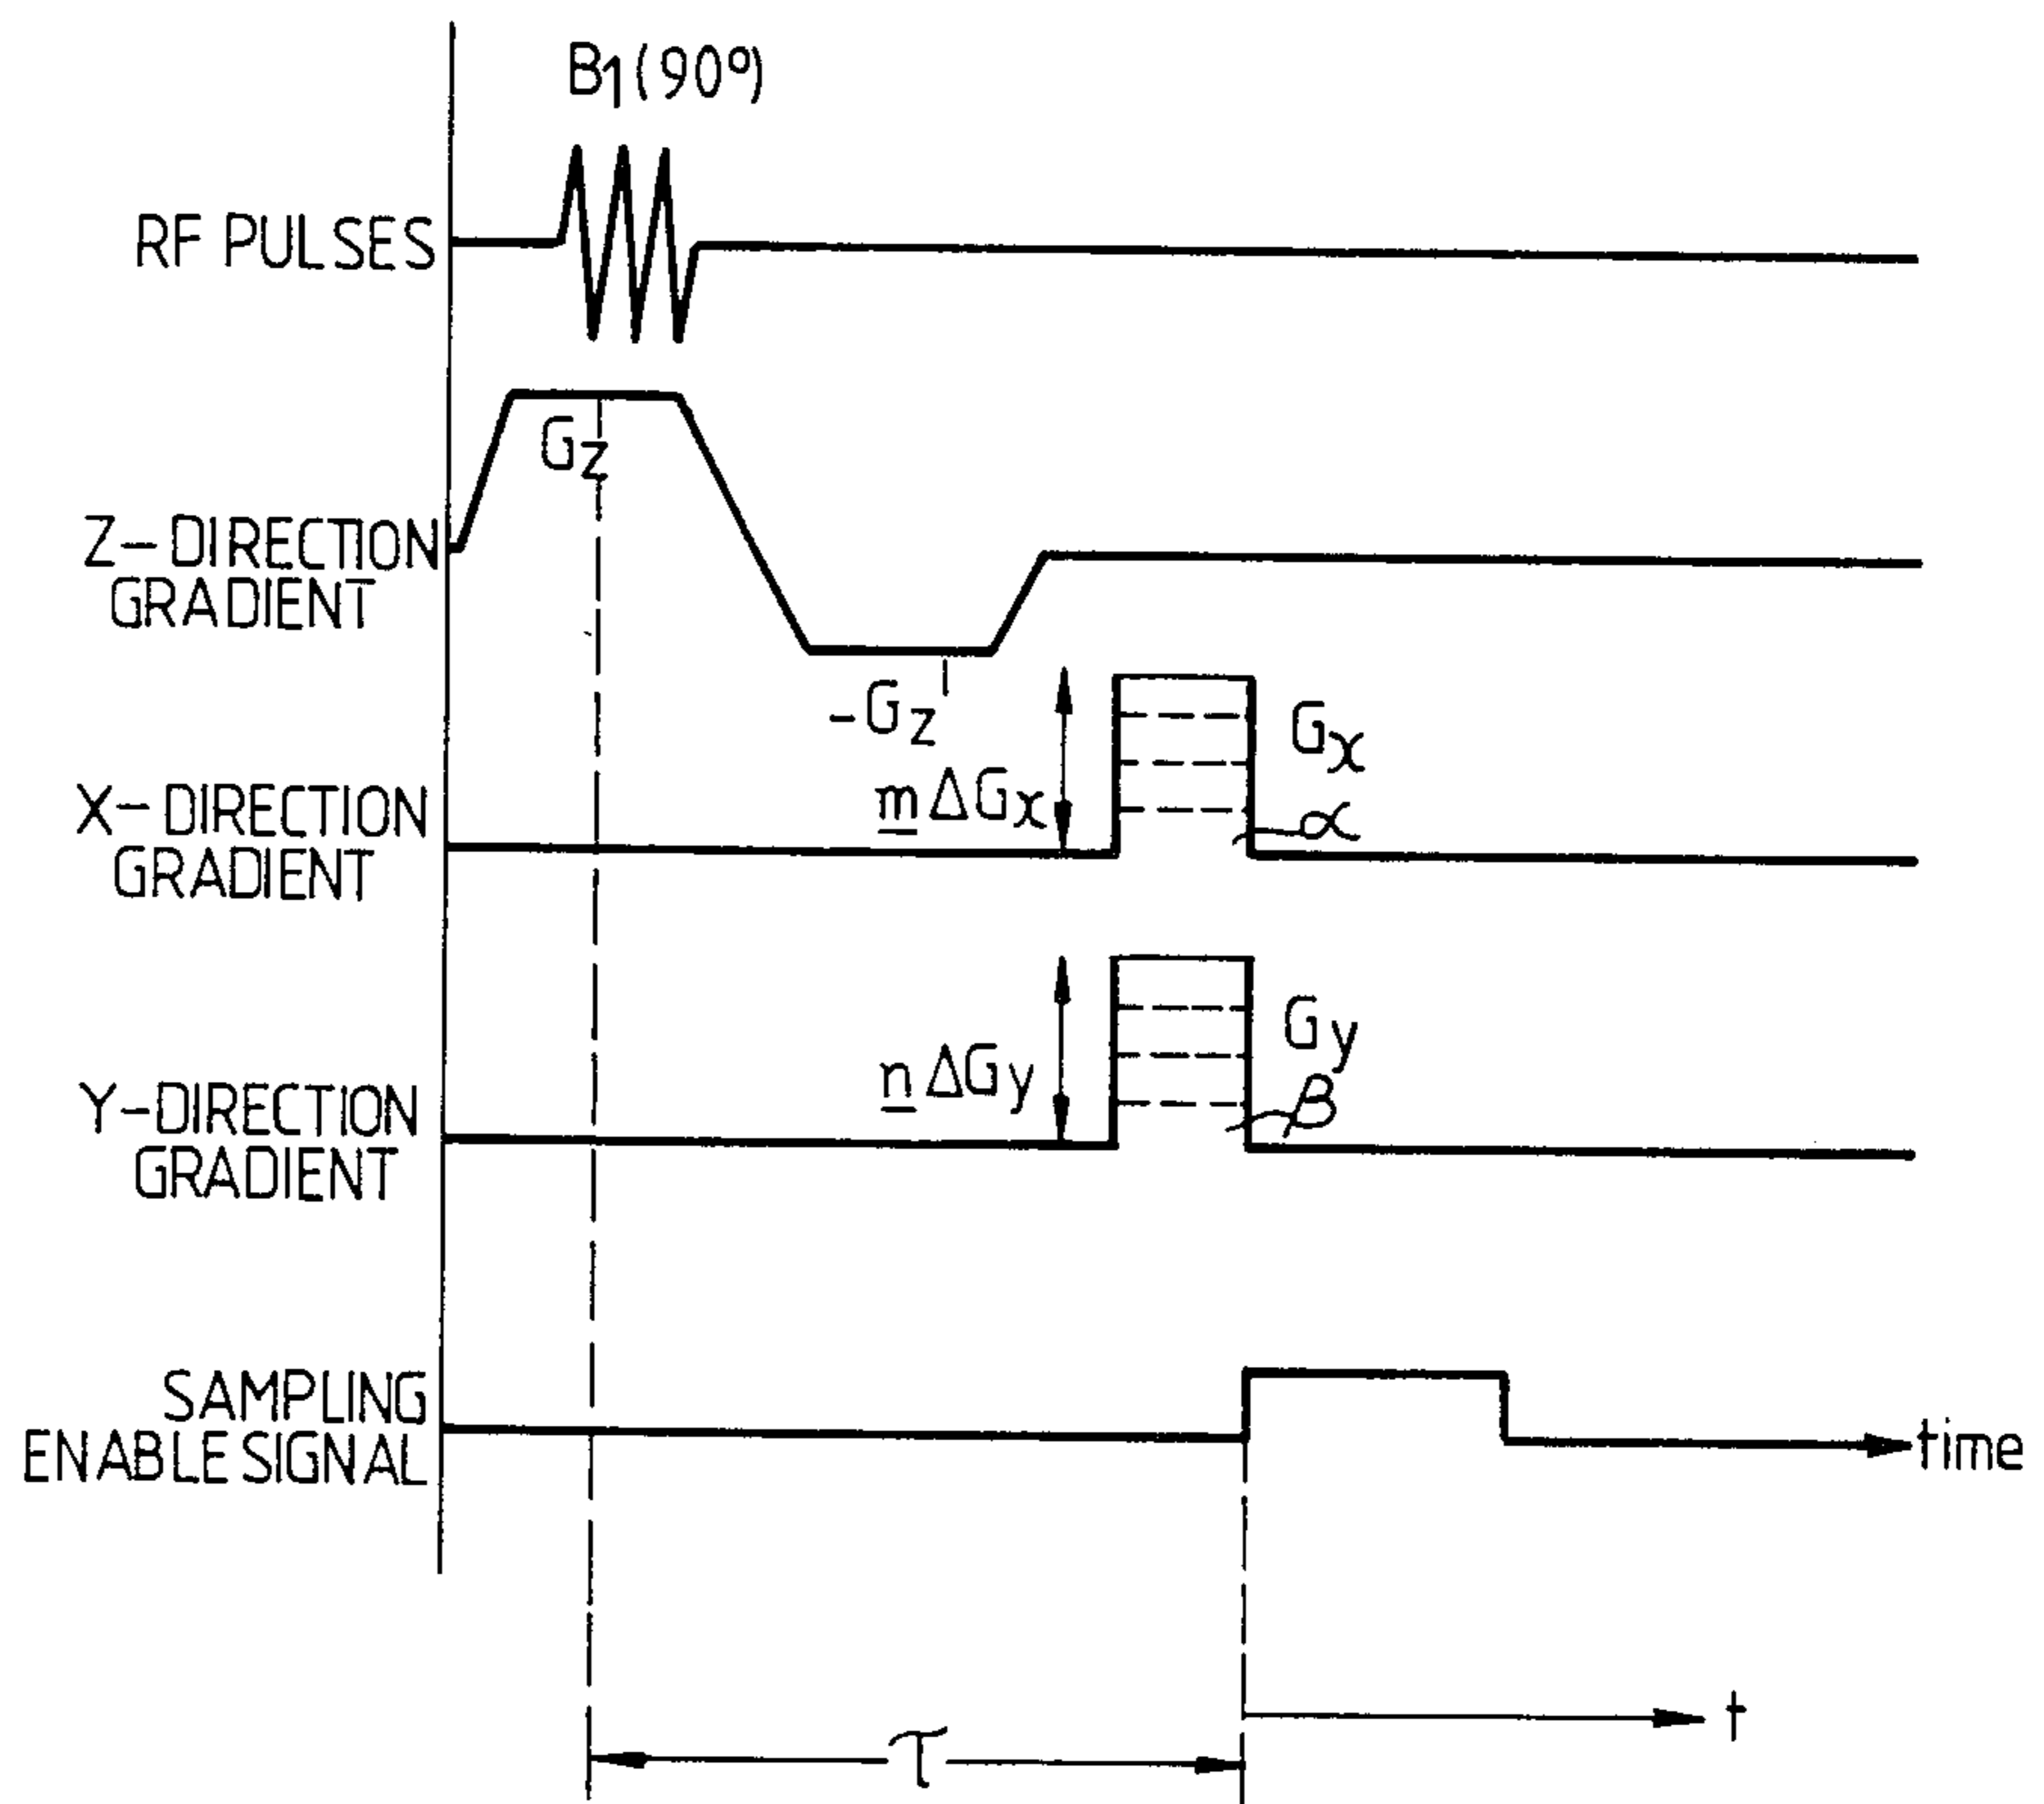 B1(90°)
RF PULSES
Gz
Z-DIRECTION
GRADIENT
-Gz
Gx
m ΔGx
α
X-DIRECTION
GRADIENT
Gy
n ΔGy
β
Y-DIRECTION
GRADIENT
SAMPLING
ENABLE SIGNAL
time
t
τ